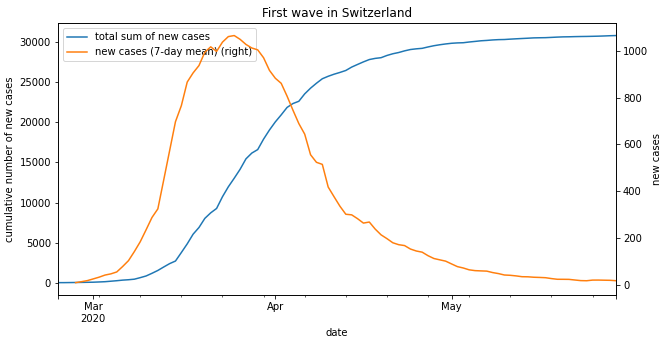 First wave in Switzerland
total sum of new cases
new cases (7-day mean) (right)
cumulative number of new cases
30000
25000
20000
15000
10000
5000
0
1000
800
600
400
200
0
new cases
Mar
2020
Apr
May
date